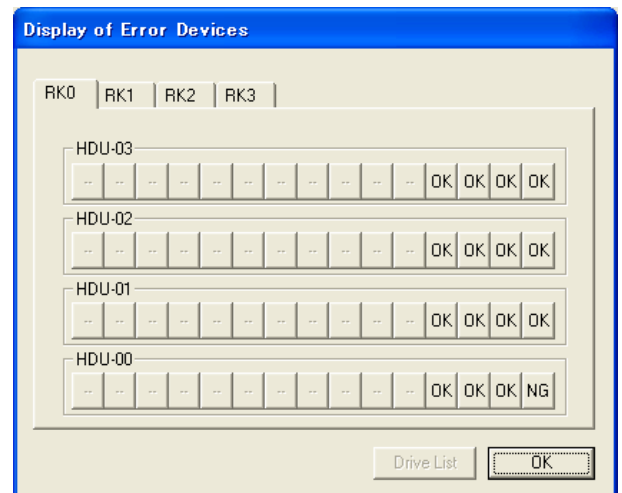 Display of Error Devices
RK0 RK1 RK2 RK3
HDU-03
-- -- -- -- -- -- -- -- -- -- OK OK OK OK
HDU-02
-- -- -- -- -- -- -- -- -- -- OK OK OK OK
HDU-01
-- -- -- -- -- -- -- -- -- -- OK OK OK OK
HDU-00
-- -- -- -- -- -- -- -- -- -- OK OK OK NG
Drive List OK